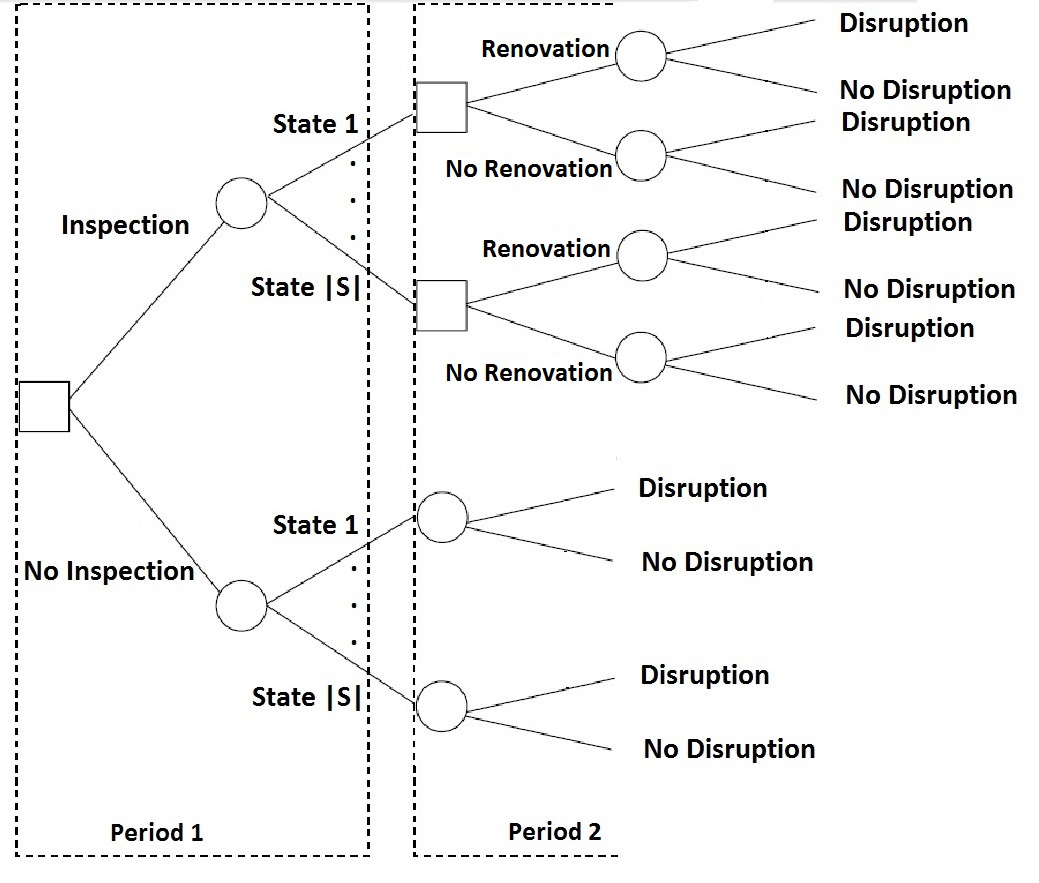 Disruption
Renovation
No Disruption
State 1
Disruption
No Renovation
No Disruption
Inspection
Disruption
Renovation
State |S|
No Disruption
Disruption
No Renovation
No Disruption
Disruption
State 1
No Disruption
No Inspection
Disruption
State |S|
No Disruption
Period 1
Period 2